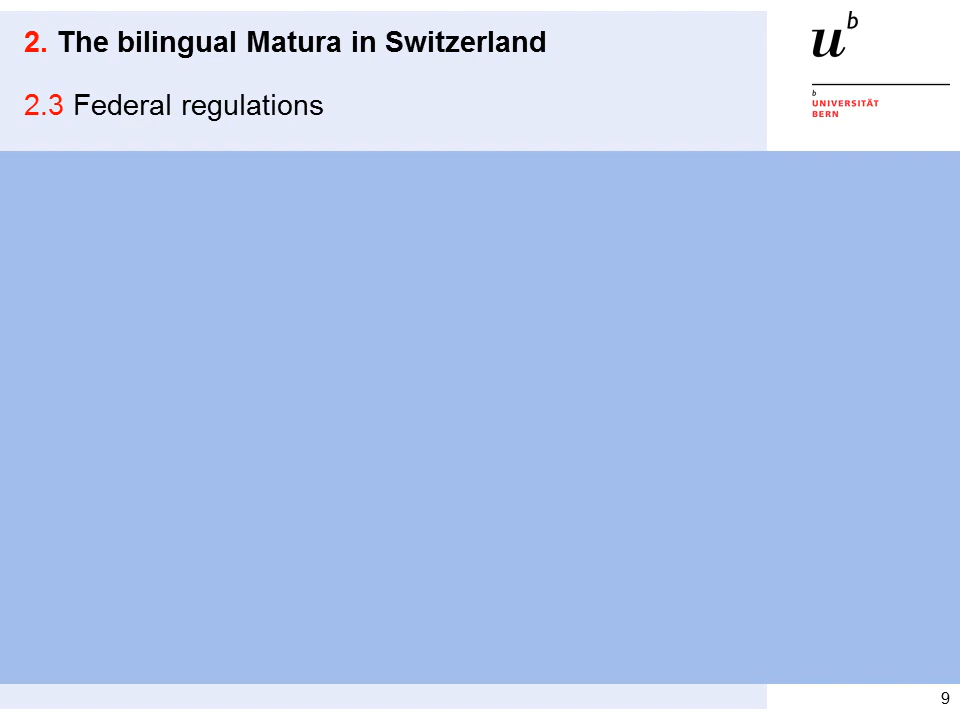 2. The bilingual Matura in Switzerland
2.3 Federal regulations
u b
b
UNIVERSITÄT
BERN
9